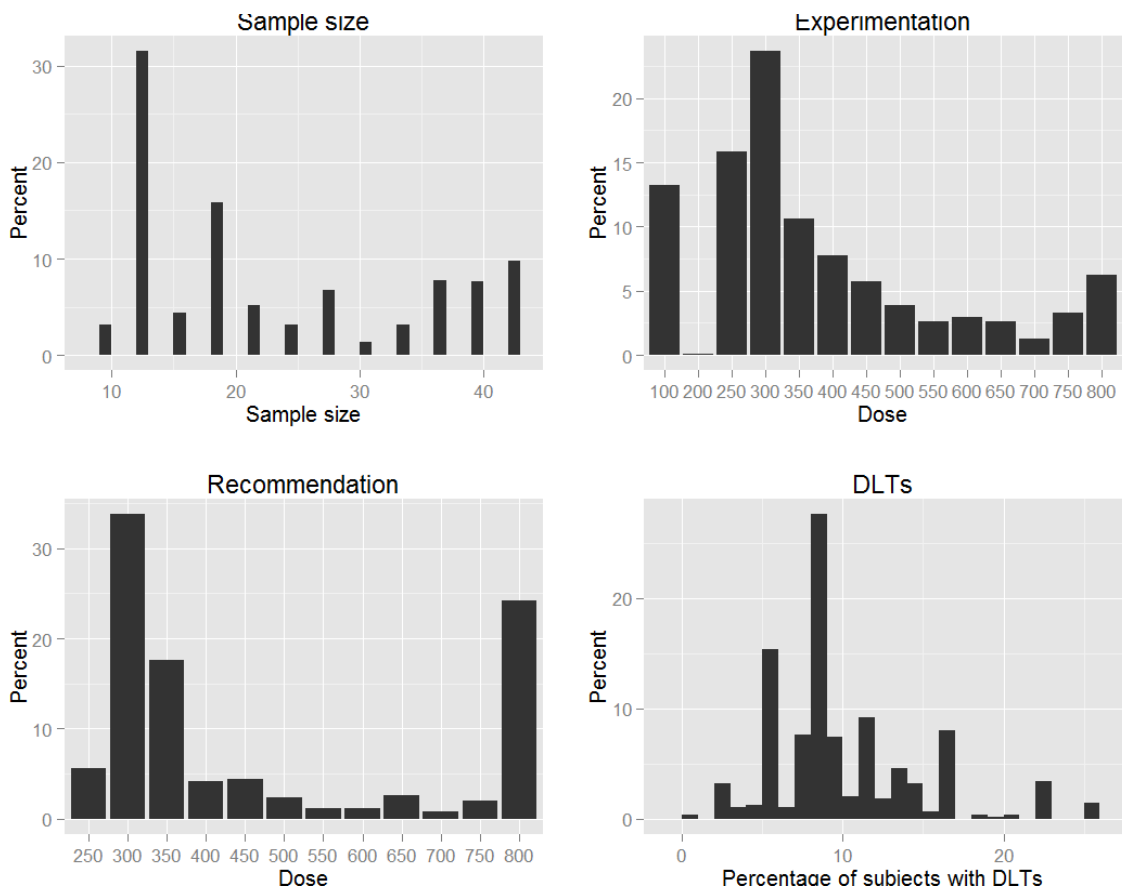 Sample size
Percent
30
20
10
0
10 20 30 40
Sample size
Experimentation
Percent
20
15
10
5
0
100 200 250 300 350 400 450 500 550 600 650 700 750 800
Dose
Recommendation
Percent
30
20
10
0
250 300 350 400 450 500 550 600 650 700 750 800
Dose
DLTs
Percent
20
10
0
0 10 20
Percentage of subjects with DLTs